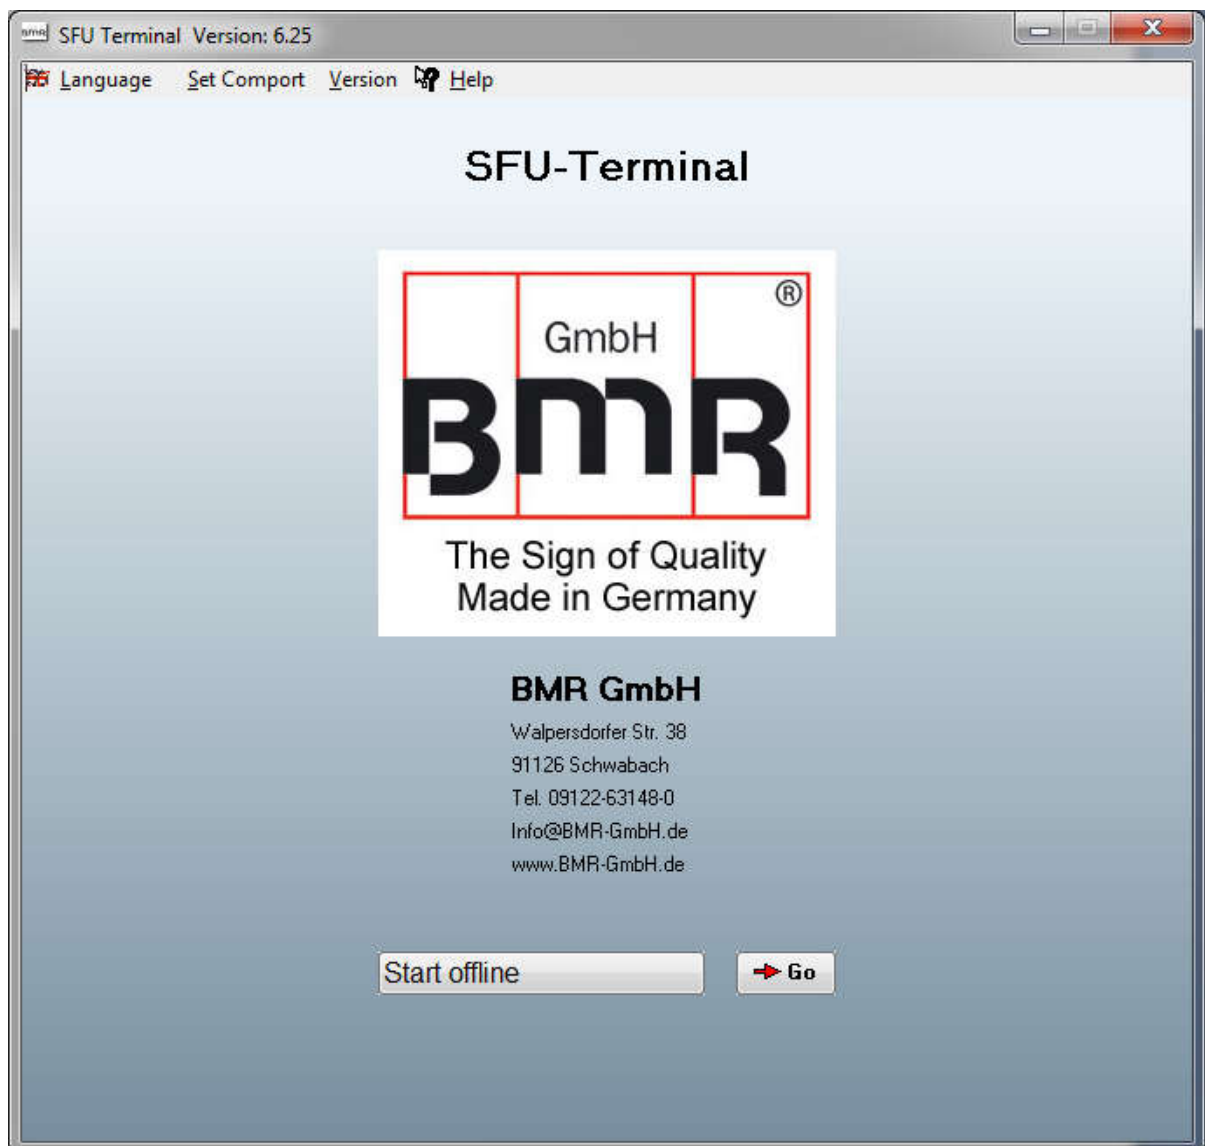 SFU Terminal Version: 6.25
Language Set Comport Version Help
SFU-Terminal
®
GmbH
BMR
The Sign of Quality
Made in Germany
BMR GmbH
Walpersdorfer Str. 38
91126 Schwabach
Tel. 09122-63148-0
Info@BMR-GmbH.de
www.BMR-GmbH.de
Start offline
Go